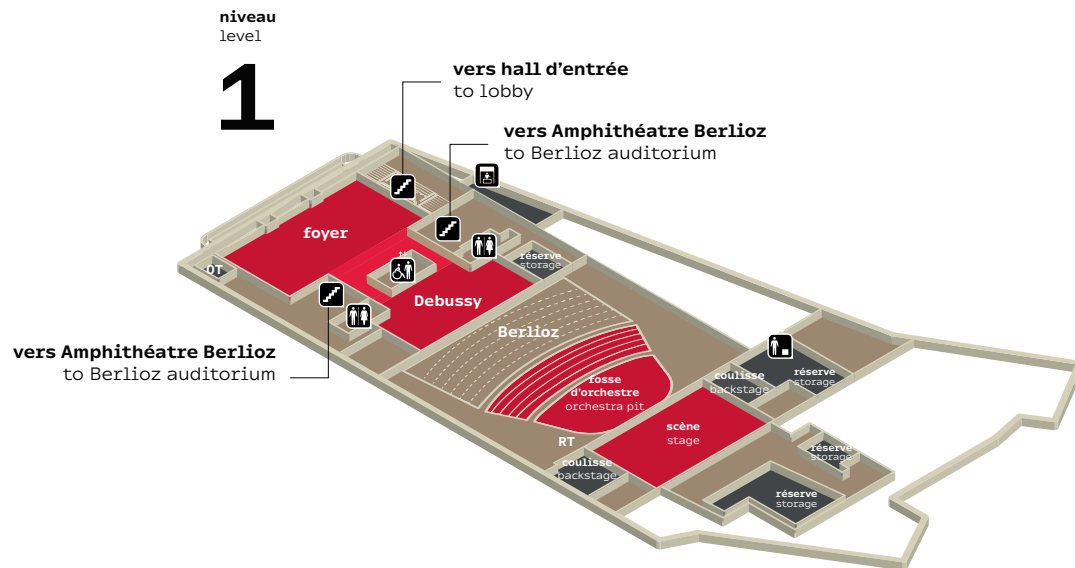 niveau
level
1
vers hall d'entrée
to lobby
vers Amphithéatre Berlioz
to Berlioz auditorium
foyer
réserve
storage
OT
Debussy
Berlioz
vers Amphithéatre Berlioz
to Berlioz auditorium
fosse
d'orchestre
orchestra pit
coulisse
backstage
réserve
storage
scène
stage
RT
réserve
storage
coulisse
backstage
réserve
storage